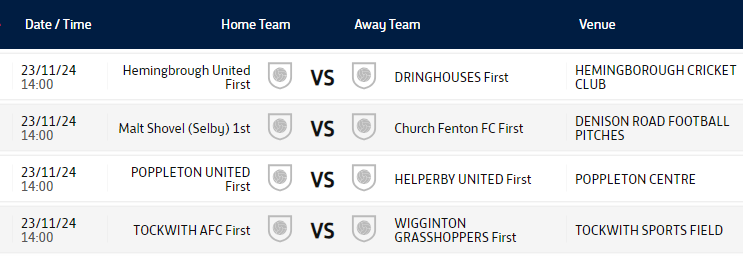 Date / Time Home Team Away Team Venue
23/11/24
14:00
Hemingbrough United
First
VS
DRINGHOUSES First
HEMINGBOROUGH CRICKET
CLUB
23/11/24
14:00
Malt Shovel (Selby) 1st
VS
Church Fenton FC First
DENISON ROAD FOOTBALL
PITCHES
23/11/24
14:00
POPPLETON UNITED
First
VS
HELPERBY UNITED First
POPPLETON CENTRE
23/11/24
14:00
TOCKWITH AFC First
VS
WIGGINTON
GRASSHOPPERS First
TOCKWITH SPORTS FIELD